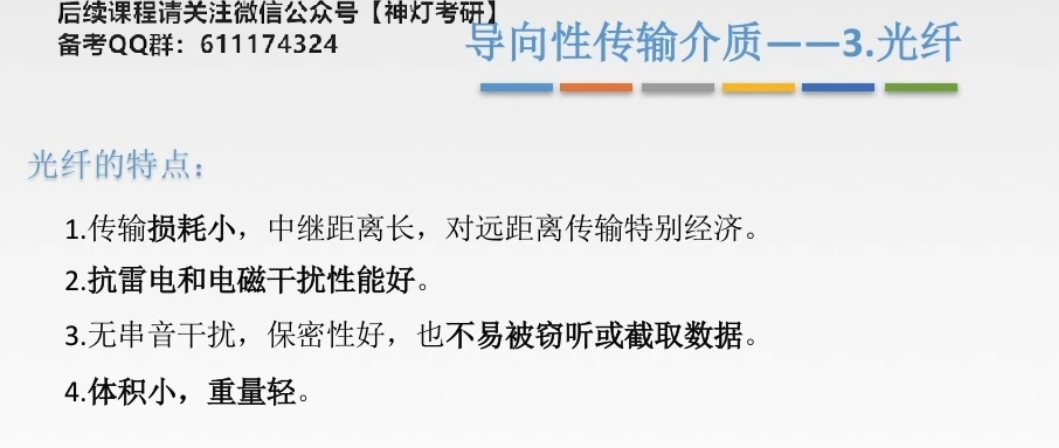 后续课程请关注微信公众号【神灯考研】
备考QQ群：611174324
导向性传输介质——3.光纤
光纤的特点：
1.传输损耗小，中继距离长，对远距离传输特别经济。
2.抗雷电和电磁干扰性能好。
3.无串音干扰，保密性好，也不易被窃听或截取数据。
4.体积小，重量轻。